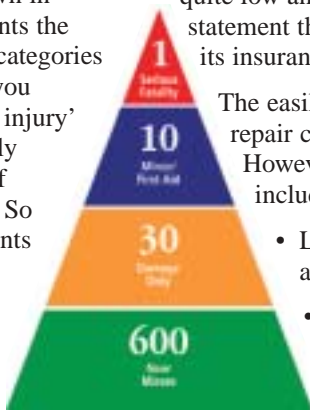 wn in
nts the
categories
you
injury’
ly
f
So
nts
1
Serious
Fatality
10
Minor/
First Aid
30
Damage
Only
600
Near
Misses
quite low an
statement th
its insuran
The easil
repair c
Howev
includ
• L
a
•